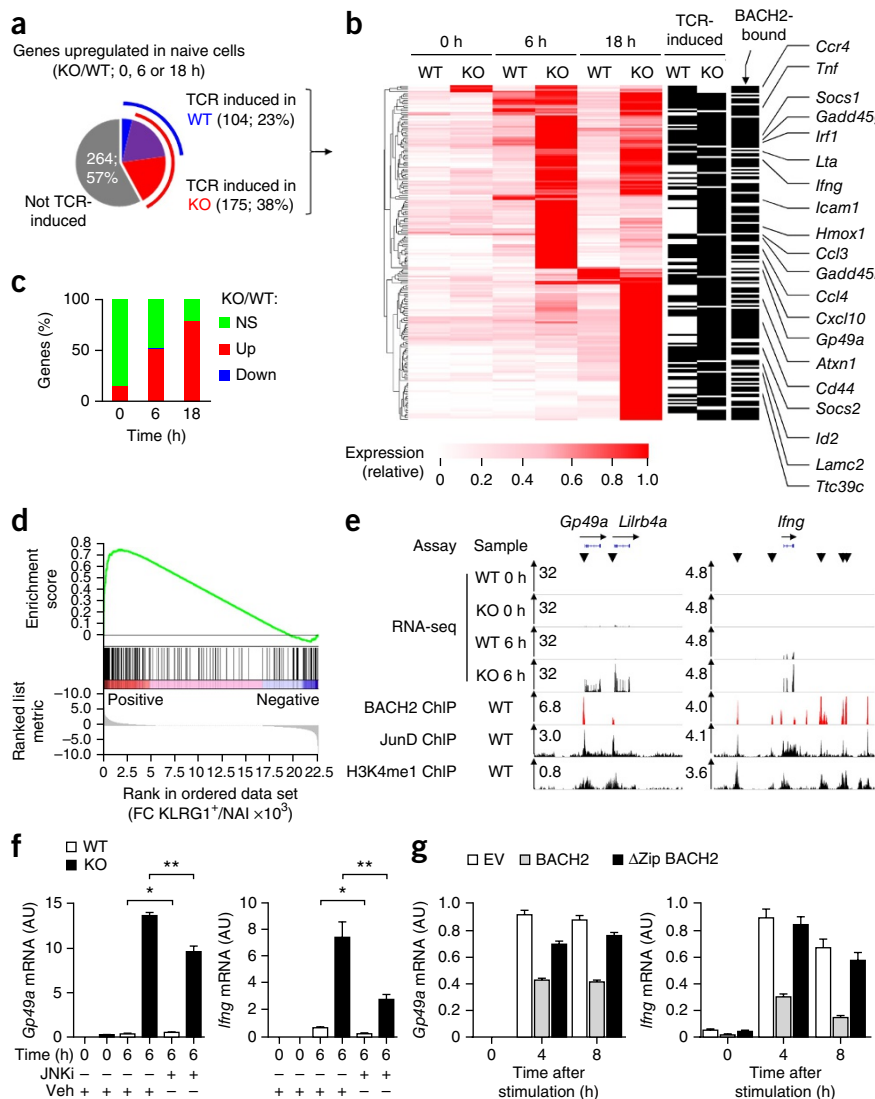 a
Genes upregulated in naive cells
(KO/WT; 0, 6 or 18 h)
TCR induced in
WT (104; 23%)
264;
57%
Not TCR-
induced
TCR induced in
KO (175; 38%)
b
0 h 6 h 18 h
TCR-
induced
BACH2-
bound
WT KO WT KO WT KO WT KO
Ccr4
Tnf
Socs1
Gadd45
Irf1
Lta
Ifng
Icam1
Hmox1
Ccl3
Gadd45
Ccl4
Cxcl10
Gp49a
Atxn1
Cd44
Socs2
Id2
Lamc2
Ttc39c
Expression
(relative)
0 0.2 0.4 0.6 0.8 1.0
c
Genes (%)
100
50
0
0 6 18
Time (h)
KO/WT:
NS
Up
Down
d
Enrichment
score
0.8
0.7
0.6
0.5
0.4
0.3
0.2
0.1
0
Positive Negative
Ranked list
metric
–10.0
5.0
0
–5.0
–10.0
0 2.5 5 7.5 10 12.5 15 17.5 20 22.5
Rank in ordered data set
(FC KLRG1+/NAI ×10³)
e
Gp49a Lilrb4a Ifng
Assay Sample
RNA-seq
WT 0 h 32 4.8
KO 0 h 32 4.8
WT 6 h 32 4.8
KO 6 h 32 4.8
BACH2 ChIP WT 6.8 4.0
JunD ChIP WT 3.0 4.1
H3K4me1 ChIP WT 0.8 3.6
f
WT
KO
Gp49a mRNA (AU)
15
10
5
0
* **
Ifng mRNA (AU)
10
8
6
4
2
0
* **
Time (h) 0 0 6 6 6 6 0 0 6 6 6 6
JNKi – – – – + + – – – – + +
Veh + + + + – – + + + + – –
g
EV BACH2 ΔZip BACH2
Gp49a mRNA (AU)
1.0
0.8
0.6
0.4
0.2
0
0 4 8
Time after
stimulation (h)
Ifng mRNA (AU)
1.0
0.8
0.6
0.4
0.2
0
0 4 8
Time after
stimulation (h)